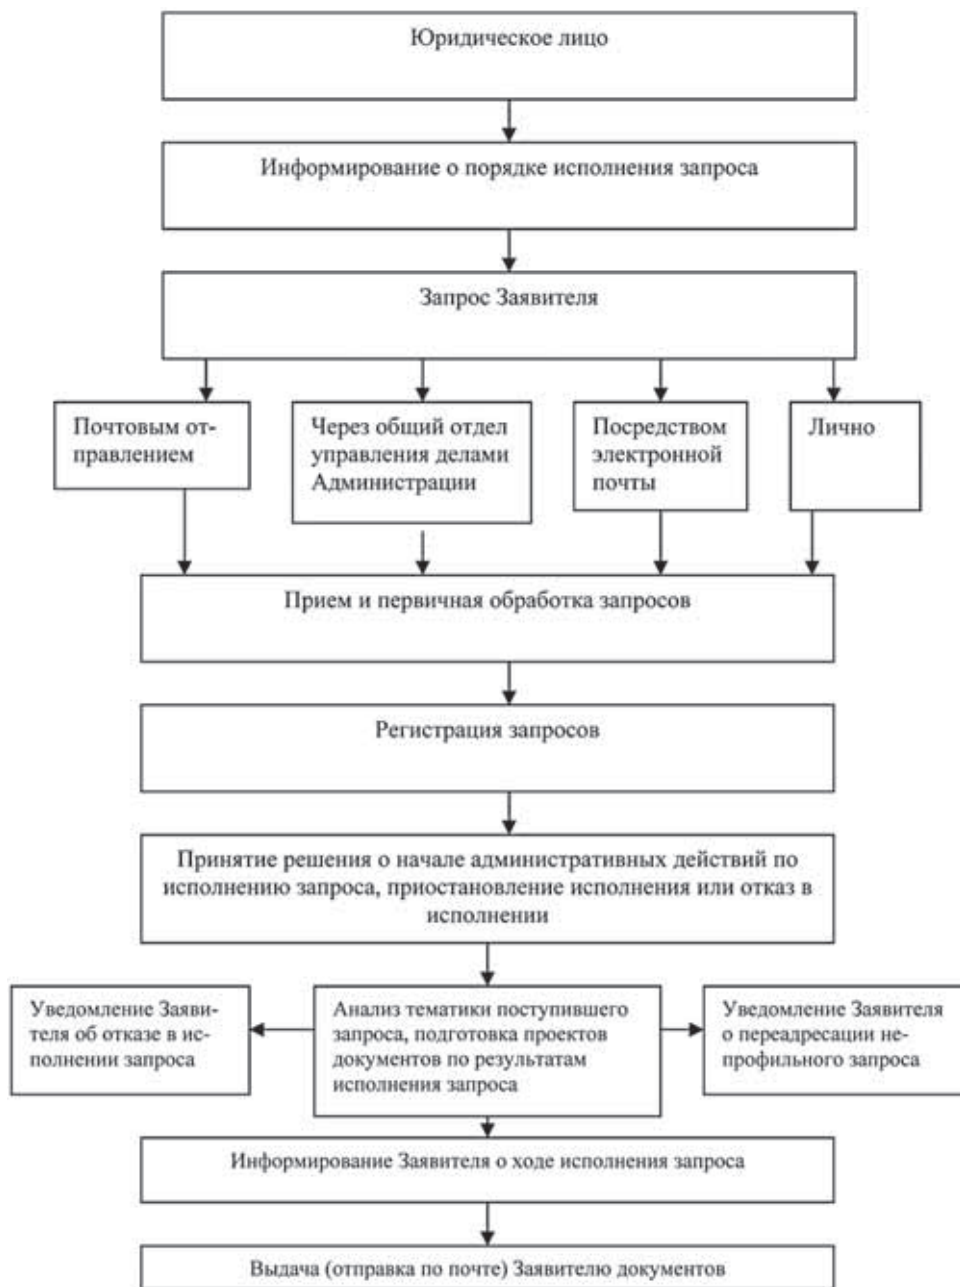 Юридическое лицо
Информирование о порядке исполнения запроса
Запрос Заявителя
Почтовым от-
правлением
Через общий отдел
управления делами
Администрации
Посредством
электронной
почты
Лично
Прием и первичная обработка запросов
Регистрация запросов
Принятие решения о начале административных действий по
исполнению запроса, приостановление исполнения или отказ в
исполнении
Уведомление Заяви-
теля об отказе в ис-
полнении запроса
Анализ тематики поступившего
запроса, подготовка проектов
документов по результатам
исполнения запроса
Уведомление Заявителя
о переадресации не-
профильного запроса
Информирование Заявителя о ходе исполнения запроса
Выдача (отправка по почте) Заявителю документов